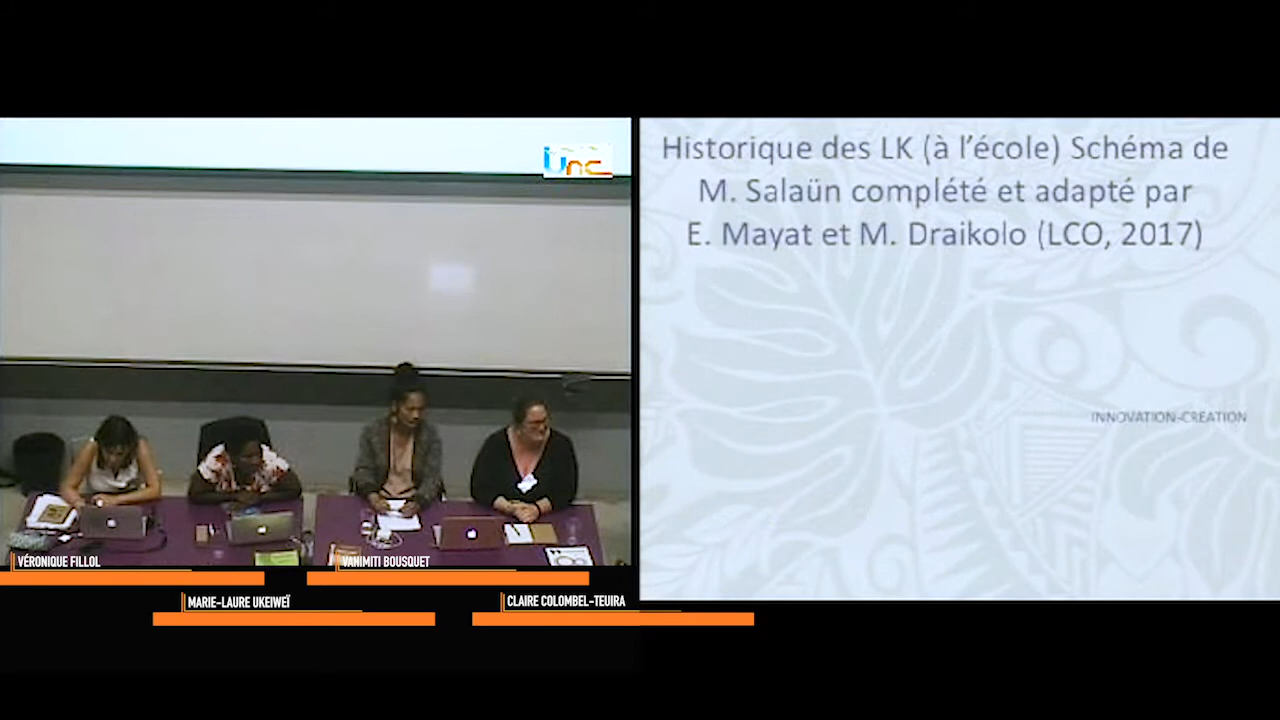 unc
Historique des LK (à l'école) Schéma de
M. Salaün complété et adapté par
E. Mayat et M. Draikolo (LCO, 2017)
INNOVATION-CREATION
VÉRONIQUE FILLOL
VANIMITI BOUSQUET
MARIE-LAURE UKEIWEÏ
CLAIRE COLOMBEL-TEUIRA